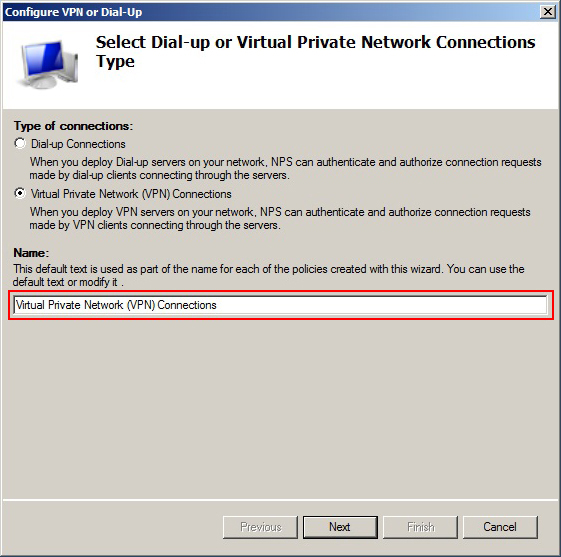 Configure VPN or Dial-Up
Select Dial-up or Virtual Private Network Connections
Type
Type of connections:
Dial-up Connections
When you deploy Dial-up servers on your network, NPS can authenticate and authorize connection requests
made by dial-up clients connecting through the servers.
Virtual Private Network (VPN) Connections
When you deploy VPN servers on your network, NPS can authenticate and authorize connection requests
made by VPN clients connecting through the servers.
Name:
This default text is used as part of the name for each of the policies created with this wizard. You can use the
default text or modify it .
Virtual Private Network (VPN) Connections
Previous
Next
Finish
Cancel